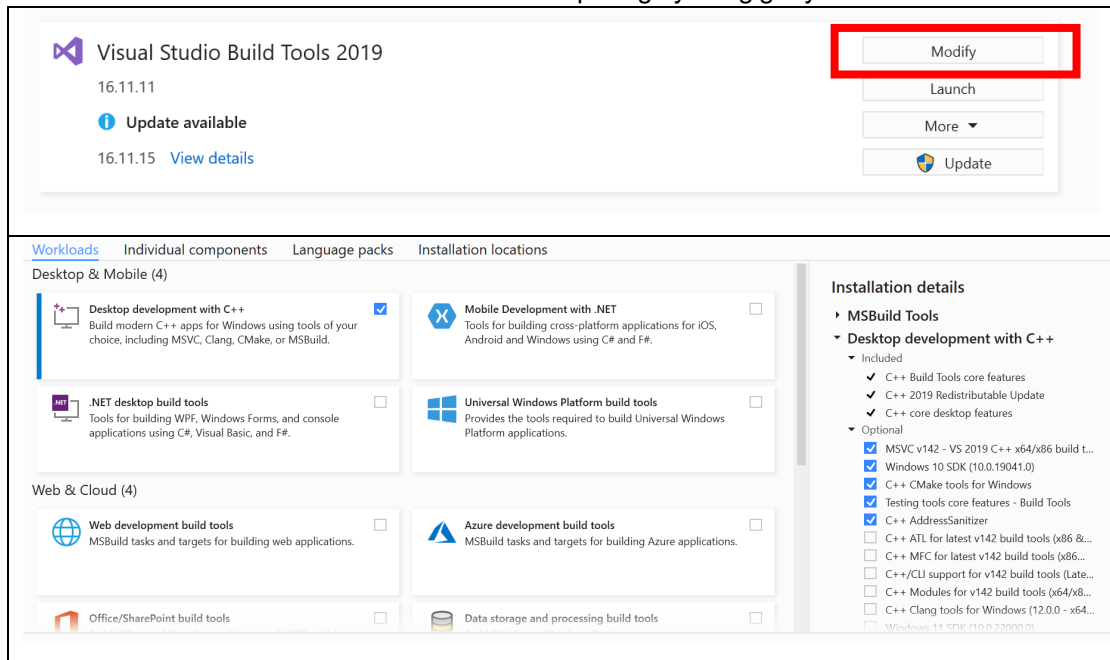 Visual Studio Build Tools 2019
Modify
16.11.11
Launch
Update available
More
16.11.15 View details
Update
Workloads Individual components Language packs Installation locations
Desktop & Mobile (4)
Desktop development with C++
Build modern C++ apps for Windows using tools of your
choice, including MSVC, Clang, CMake, or MSBuild.
Mobile Development with .NET
Tools for building cross-platform applications for iOS,
Android and Windows using C# and F#.
.NET
.NET desktop build tools
Tools for building WPF, Windows Forms, and console
applications using C#, Visual Basic, and F#.
Universal Windows Platform build tools
Provides the tools required to build Universal Windows
Platform applications.
Web & Cloud (4)
Web development build tools
MSBuild tasks and targets for building web applications.
Azure development build tools
MSBuild tasks and targets for building Azure applications.
Office/SharePoint build tools
Data storage and processing build tools
Installation details
MSBuild Tools
Desktop development with C++
Included
C++ Build Tools core features
C++ 2019 Redistributable Update
C++ core desktop features
Optional
MSVC v142 - VS 2019 C++ x64/x86 build t...
Windows 10 SDK (10.0.19041.0)
C++ CMake tools for Windows
Testing tools core features - Build Tools
C++ AddressSanitizer
C++ ATL for latest v142 build tools (x86 &...
C++ MFC for latest v142 build tools (x86...
C++/CLI support for v142 build tools (Late...
C++ Modules for v142 build tools (x64/x8...
C++ Clang tools for Windows (12.0.0 - x64...
Windows 11 SDK (10.0.22000.0)